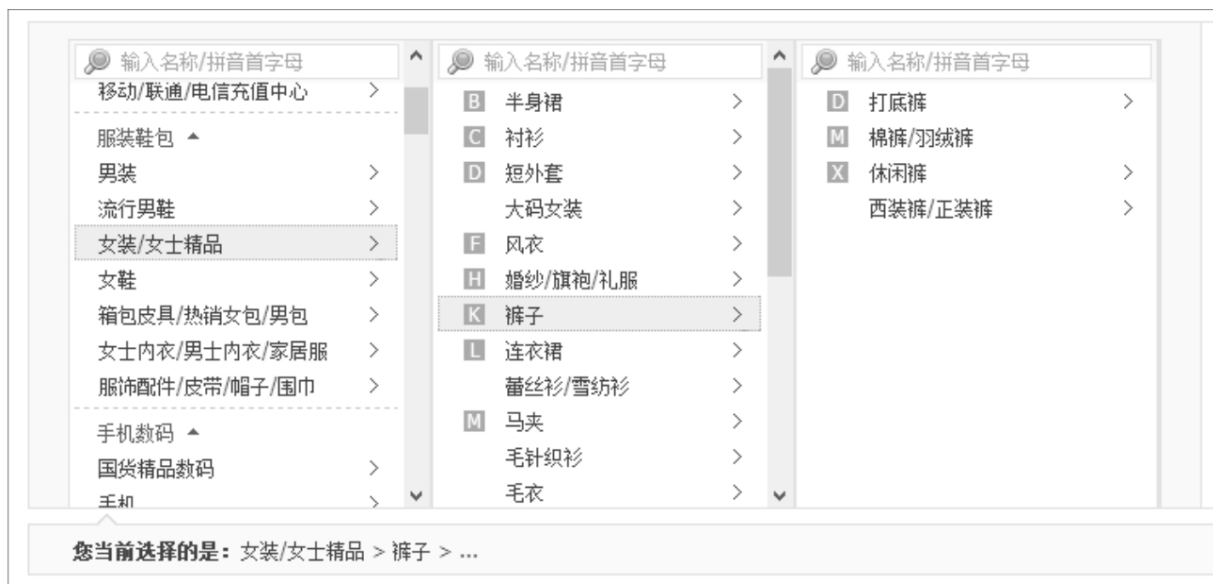 输入名称/拼音首字母
移动/联通/电信充值中心
服装鞋包
男装
流行男鞋
女装/女士精品
女鞋
箱包皮具/热销女包/男包
女士内衣/男士内衣/家居服
服饰配件/皮带/帽子/围巾
手机数码
国货精品数码
手机
输入名称/拼音首字母
B 半身裙
C 衬衫
D 短外套
大码女装
F 风衣
H 婚纱/旗袍/礼服
K 裤子
L 连衣裙
蕾丝衫/雪纺衫
M 马夹
毛针织衫
毛衣
输入名称/拼音首字母
D 打底裤
M 棉裤/羽绒裤
X 休闲裤
西装裤/正装裤
您当前选择的是：女装/女士精品 > 裤子 > ...